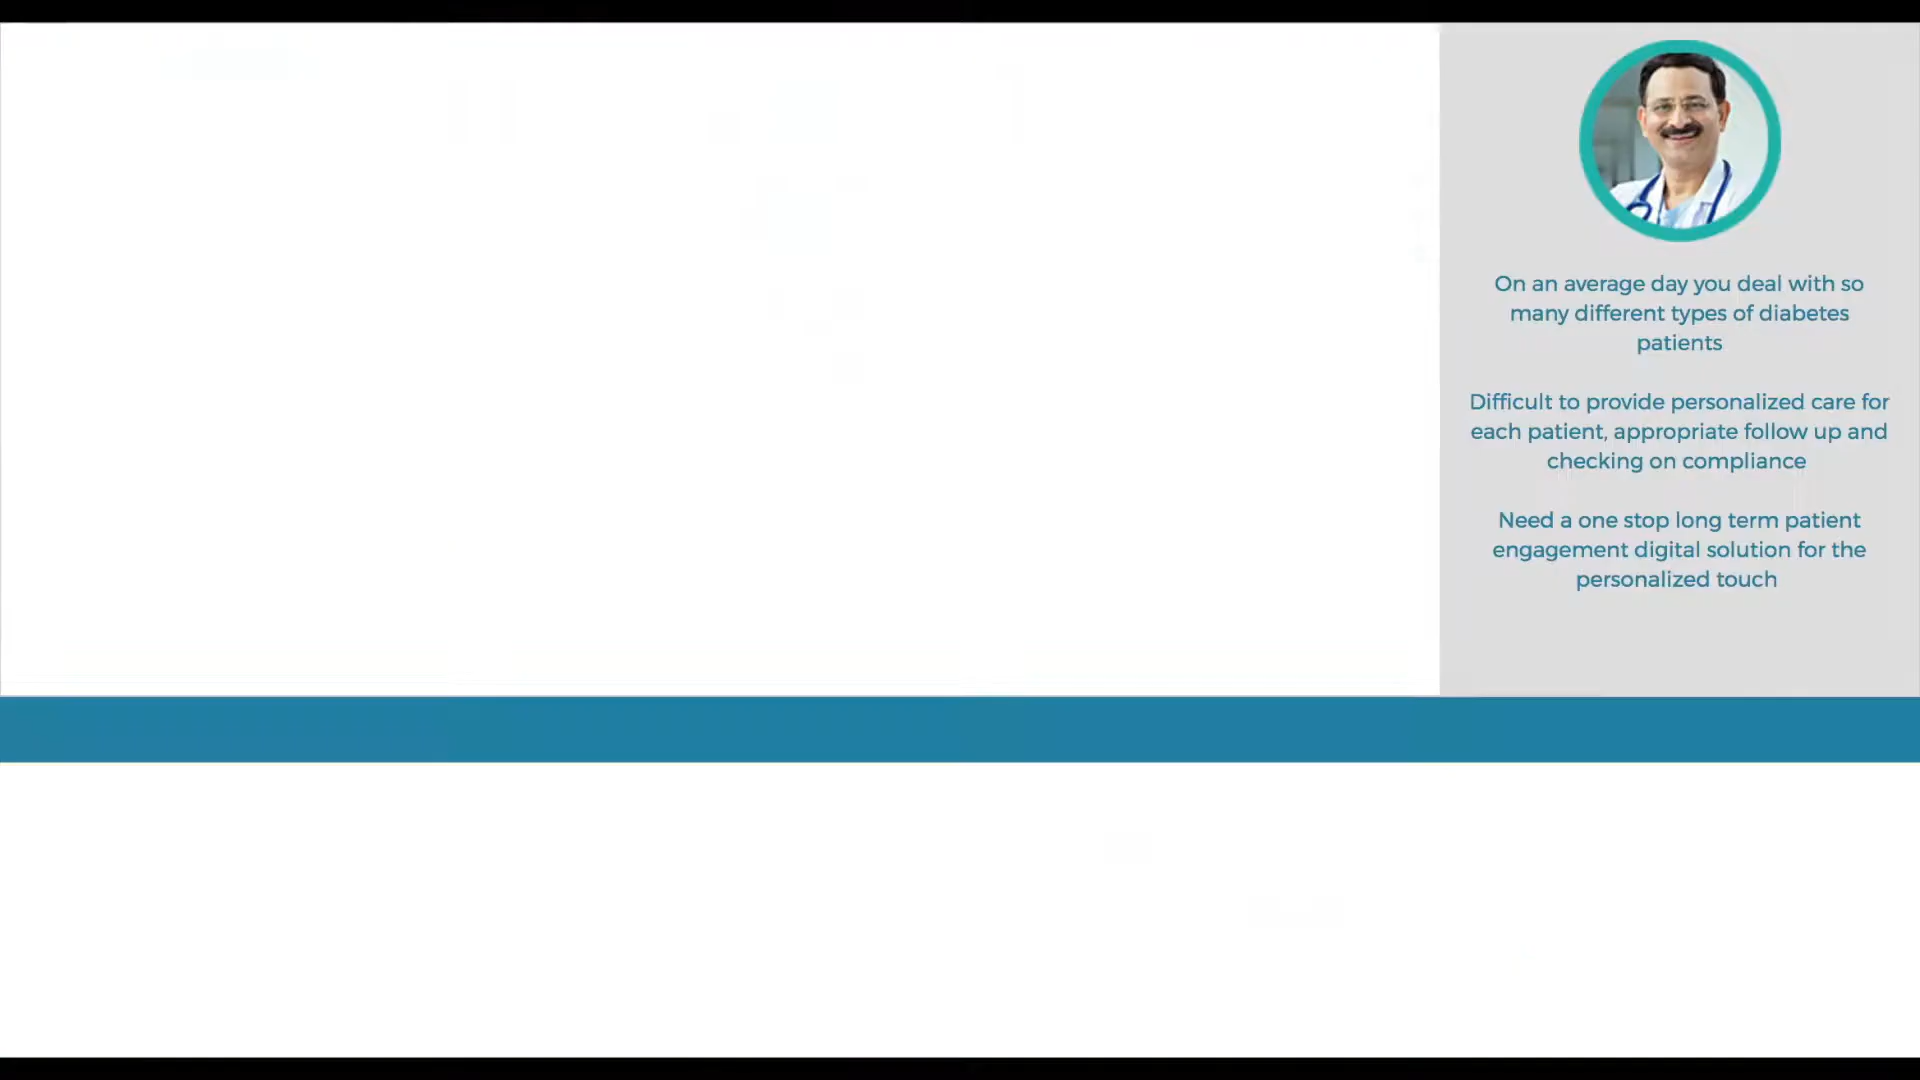 On an average day you deal with so
many different types of diabetes
patients
Difficult to provide personalized care for
each patient, appropriate follow up and
checking on compliance
Need a one stop long term patient
engagement digital solution for the
personalized touch